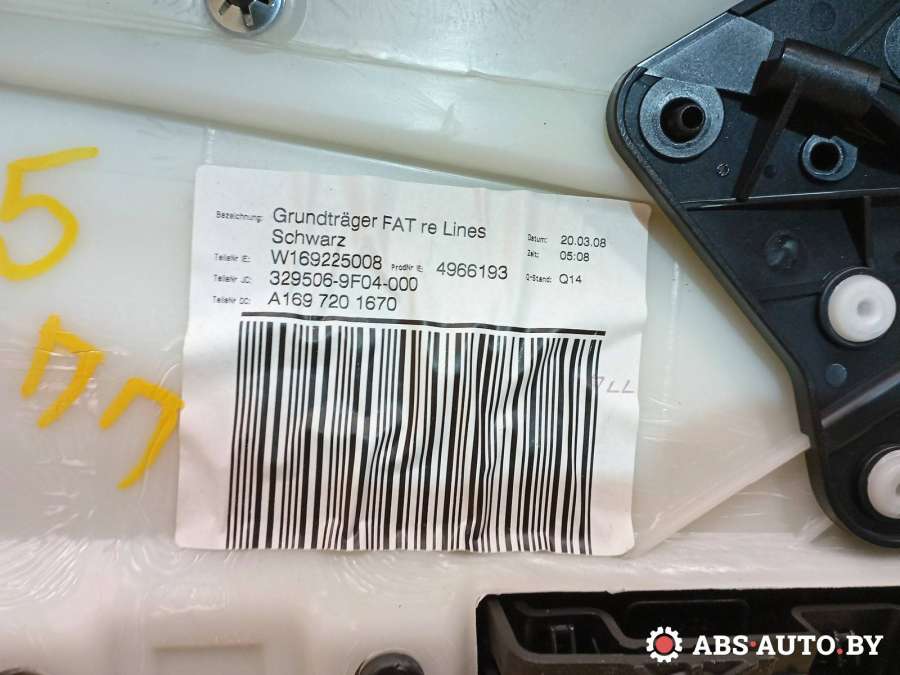 5
ПП
Bezeichnung: Grundträger FAT re Lines
Schwarz
Datum: 20.03.08
Zeit: 05:08
TeileNr IE: W169225008 ProdNr IE: 4966193
Q-Stand: Q14
TeileNr JC: 329506-9F04-000
TeileNr DC: A169 720 1670
ABS-AUTO.BY